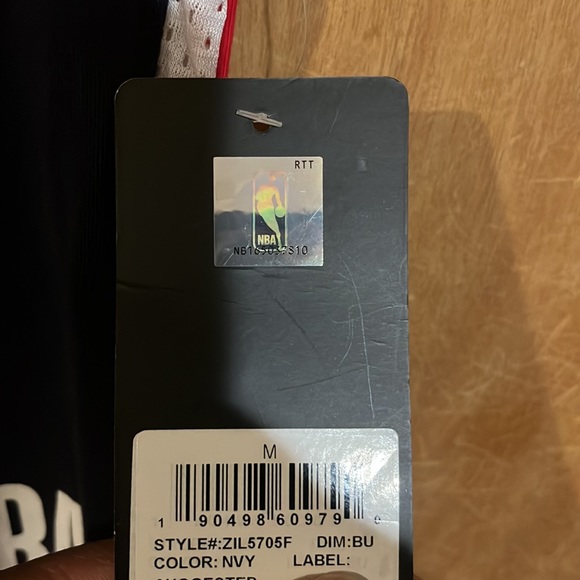 RTT
NBA
M
1 90498 60979
STYLE#:ZIL5705F DIM:BU
COLOR: NVY LABEL: